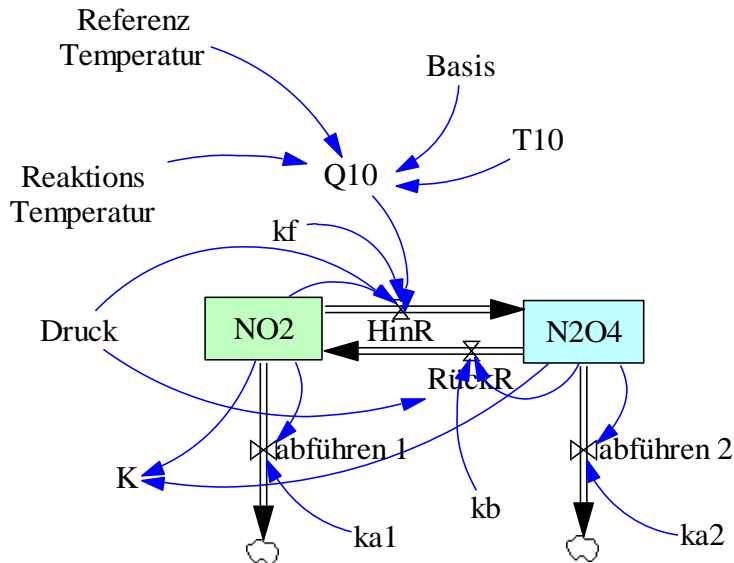 Referenz
Temperatur
Basis
T10
Q10
Reaktions
Temperatur
kf
Druck
NO2
HinR
N2O4
RückR
abführen 1
abführen 2
K
kb
ka1
ka2